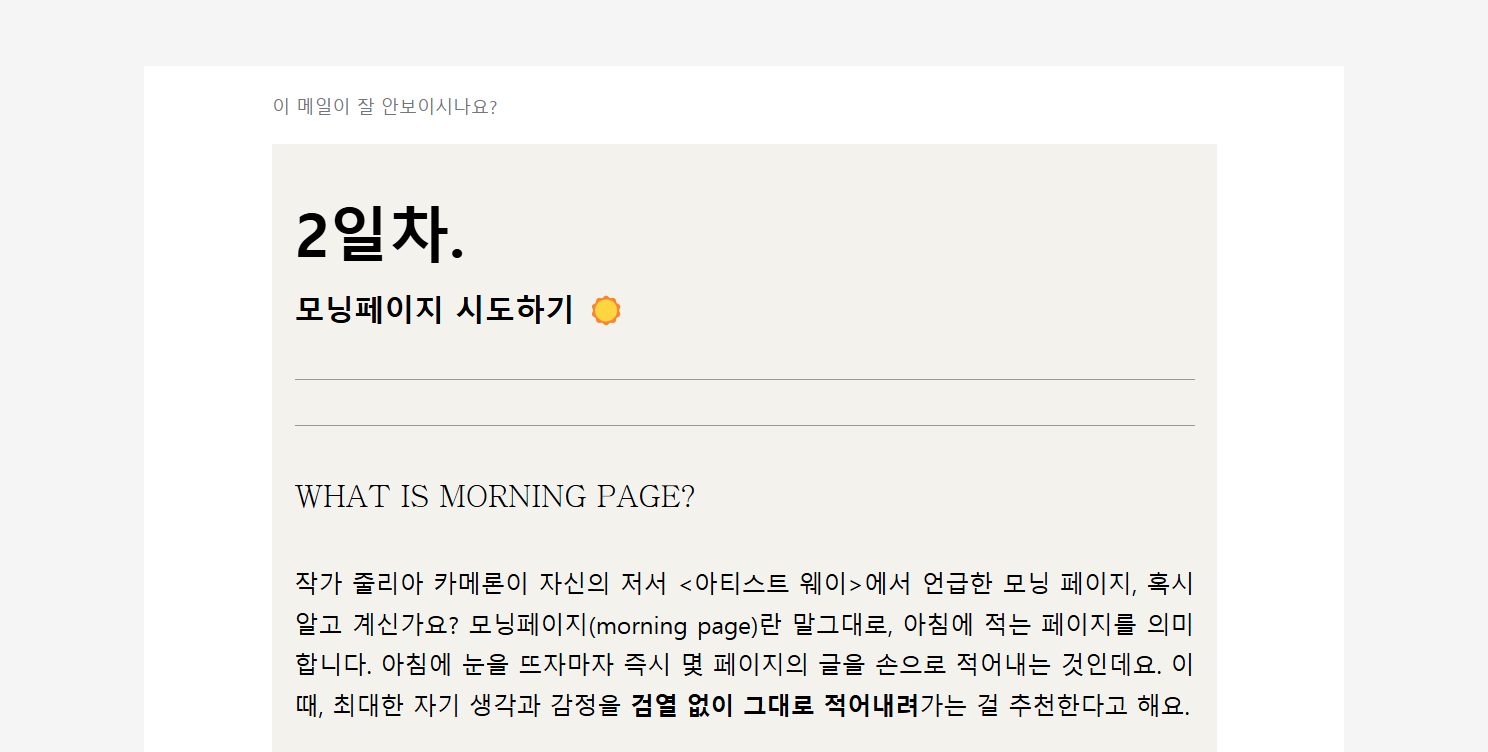 이 메일이 잘 안보이시나요?
2일차.
모닝페이지 시도하기
WHAT IS MORNING PAGE?
작가 줄리아 카메론이 자신의 저서 <아티스트 웨이>에서 언급한 모닝 페이지, 혹시
알고 계신가요? 모닝페이지(morning page)란 말그대로, 아침에 적는 페이지를 의미
합니다. 아침에 눈을 뜨자마자 즉시 몇 페이지의 글을 손으로 적어내는 것인데요. 이
때, 최대한 자기 생각과 감정을 검열 없이 그대로 적어내려가는 걸 추천한다고 해요.